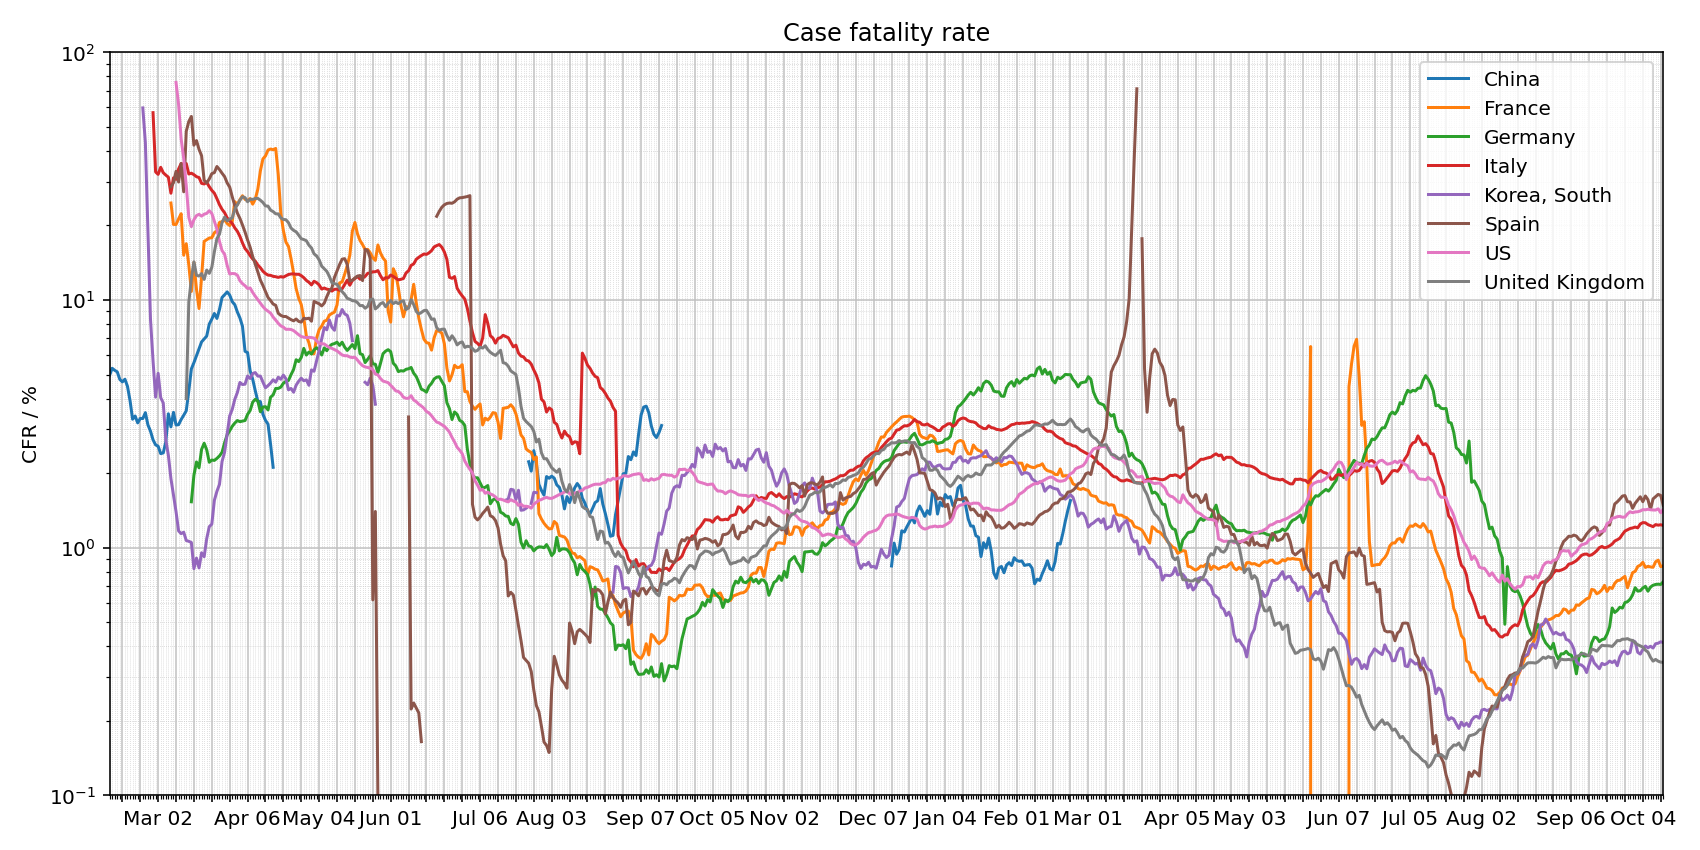 Case fatality rate
CFR / %
10²
10¹
10⁰
10⁻¹
China
France
Germany
Italy
Korea, South
Spain
US
United Kingdom
Mar 02 Apr 06 May 04 Jun 01 Jul 06 Aug 03 Sep 07 Oct 05 Nov 02 Dec 07 Jan 04 Feb 01 Mar 01 Apr 05 May 03 Jun 07 Jul 05 Aug 02 Sep 06 Oct 04